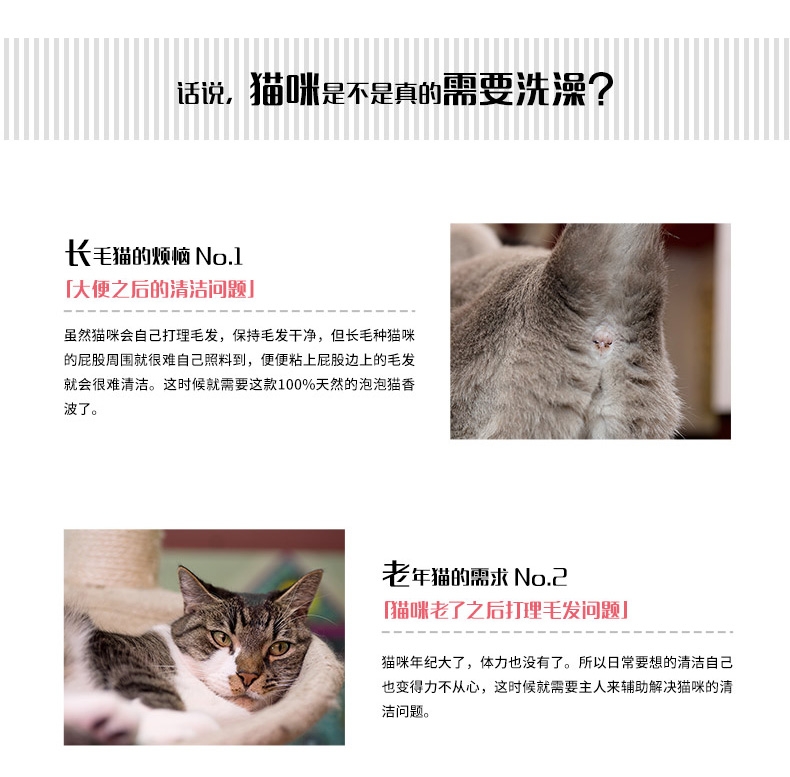 话说，猫咪是不是真的需要洗澡？
长毛猫的烦恼 No.1
「大便之后的清洁问题」
虽然猫咪会自己打理毛发，保持毛发干净，但长毛种猫咪
的屁股周围就很难自己照料到，便便粘上屁股边上的毛发
就会很难清洁。这时候就需要这款100%天然的泡泡猫香
波了。
老年猫的需求 No.2
「猫咪老了之后打理毛发问题」
猫咪年纪大了，体力也没有了。所以日常要想的清洁自己
也变得力不从心，这时候就需要主人来辅助解决猫咪的清
洁问题。